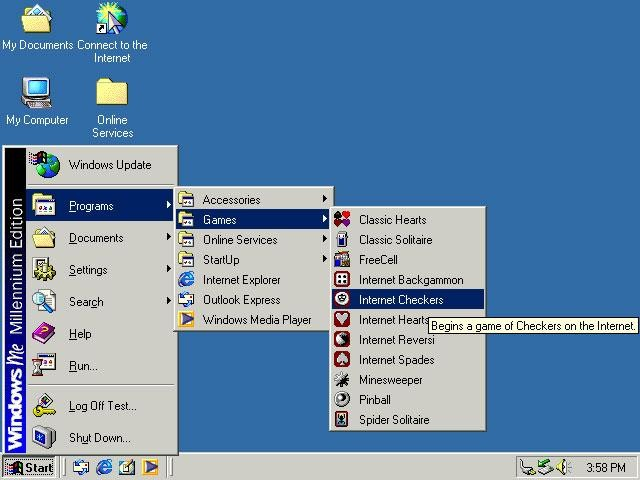 My Documents
Connect to the
Internet
My Computer
Online
Services
Windows Me Millennium Edition
Windows Update
Programs
Documents
Settings
Search
Help
Run...
Log Off Test...
Shut Down...
Accessories
Games
Online Services
StartUp
Internet Explorer
Outlook Express
Windows Media Player
Classic Hearts
Classic Solitaire
FreeCell
Internet Backgammon
Internet Checkers
Internet Hearts
Begins a game of Checkers on the Internet.
Internet Reversi
Internet Spades
Minesweeper
Pinball
Spider Solitaire
Start
3:58 PM